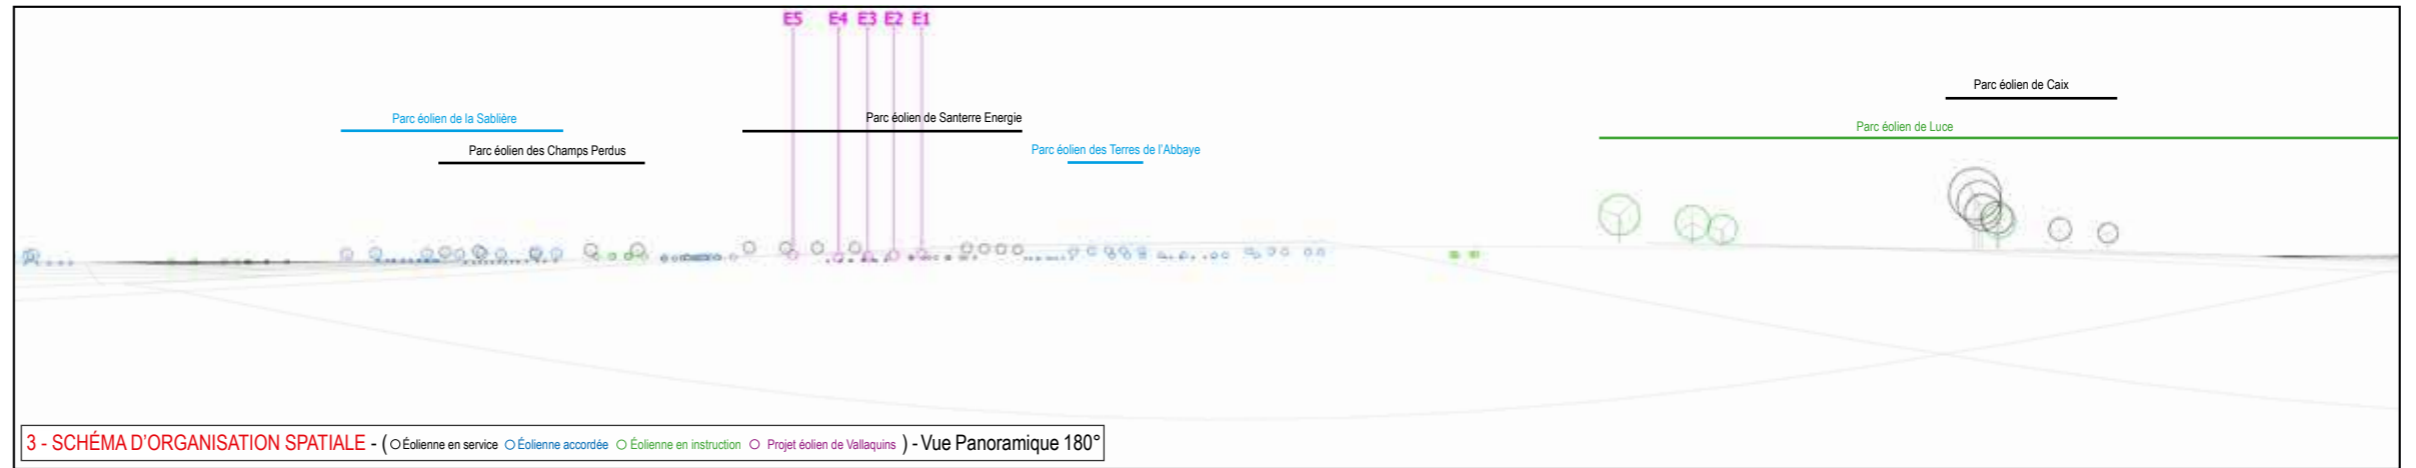 E5 E4 E3 E2 E1
Parc éolien de Caix
Parc éolien de la Sablière
Parc éolien de Santerre Energie
Parc éolien de Luce
Parc éolien des Champs Perdus
Parc éolien des Terres de l'Abbaye
3 - SCHÉMA D'ORGANISATION SPATIALE - ( Éolienne en service Éolienne accordée Éolienne en instruction Projet éolien de Vallaquins ) - Vue Panoramique 180°